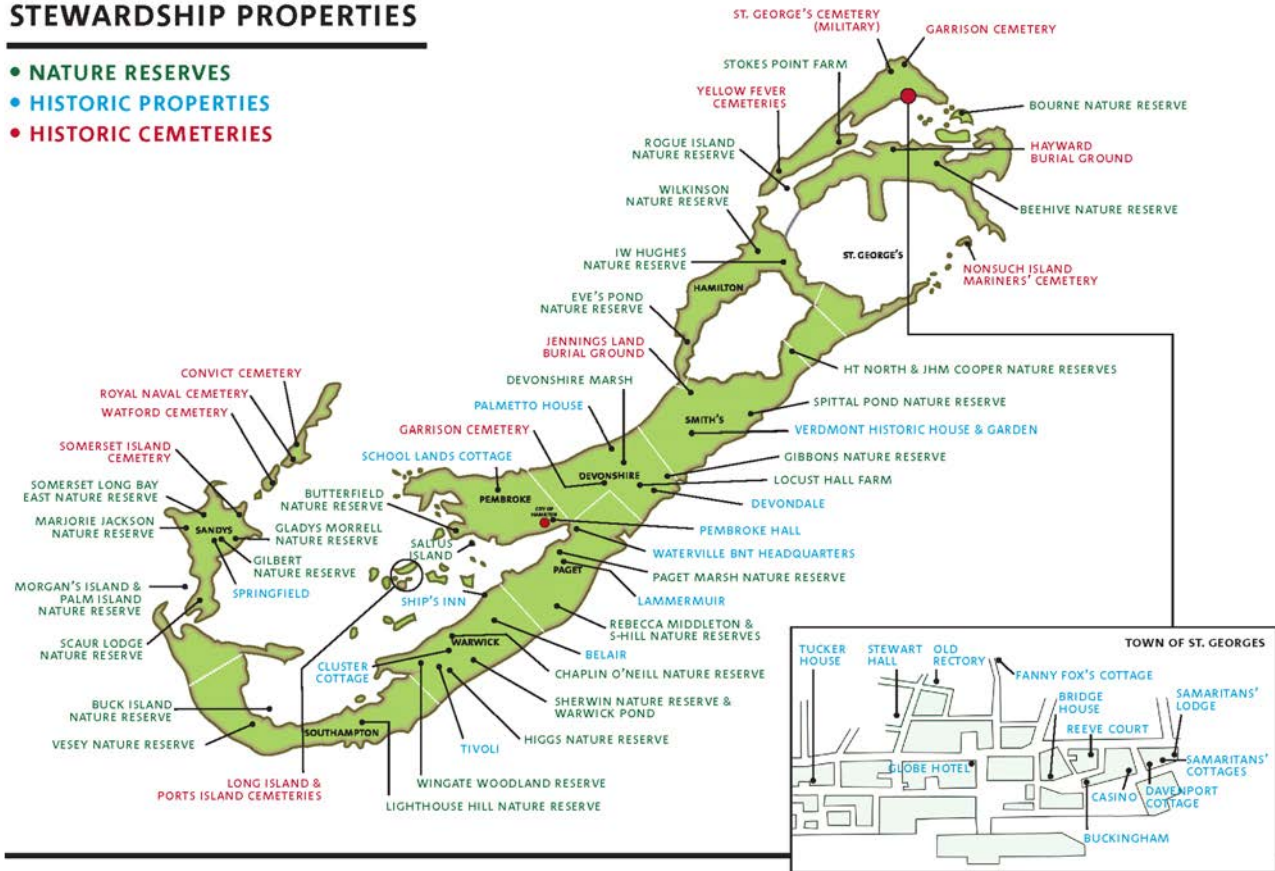 STEWARDSHIP PROPERTIES
• NATURE RESERVES
• HISTORIC PROPERTIES
• HISTORIC CEMETERIES
ST. GEORGE'S CEMETERY
(MILITARY)
GARRISON CEMETERY
STOKES POINT FARM
YELLOW FEVER
CEMETERIES
BOURNE NATURE RESERVE
ROGUE ISLAND
NATURE RESERVE
HAYWARD
BURIAL GROUND
WILKINSON
NATURE RESERVE
BEEHIVE NATURE RESERVE
IW HUGHES
NATURE RESERVE
ST. GEORGE'S
NONSUCH ISLAND
MARINERS' CEMETERY
HAMILTON
EVE'S POND
NATURE RESERVE
JENNINGS LAND
BURIAL GROUND
HT NORTH & JHM COOPER NATURE RESERVES
CONVICT CEMETERY
ROYAL NAVAL CEMETERY
WATFORD CEMETERY
SOMERSET ISLAND
CEMETERY
DEVONSHIRE MARSH
PALMETTO HOUSE
GARRISON CEMETERY
SCHOOL LANDS COTTAGE
SPITTAL POND NATURE RESERVE
SMITH'S
VERDMONT HISTORIC HOUSE & GARDEN
GIBBONS NATURE RESERVE
DEVONSHIRE
LOCUST HALL FARM
DEVONDALE
PEMBROKE
CITY OF
HAMILTON
PEMBROKE HALL
WATERVILLE BNT HEADQUARTERS
SOMERSET LONG BAY
EAST NATURE RESERVE
BUTTERFIELD
NATURE RESERVE
MARJORIE JACKSON
NATURE RESERVE
SANDYS
GLADYS MORRELL
NATURE RESERVE
GILBERT
NATURE RESERVE
SALTUS
ISLAND
PAGET
PAGET MARSH NATURE RESERVE
SPRINGFIELD
MORGAN'S ISLAND &
PALM ISLAND
NATURE RESERVE
SHIP'S INN
LAMMERMUIR
REBECCA MIDDLETON &
S-HILL NATURE RESERVES
SCAUR LODGE
NATURE RESERVE
WARWICK
BELAIR
CLUSTER
COTTAGE
CHAPLIN O'NEILL NATURE RESERVE
BUCK ISLAND
NATURE RESERVE
SHERWIN NATURE RESERVE &
WARWICK POND
VESEY NATURE RESERVE
SOUTHAMPTON
TIVOLI
HIGGS NATURE RESERVE
LONG ISLAND &
PORTS ISLAND CEMETERIES
WINGATE WOODLAND RESERVE
LIGHTHOUSE HILL NATURE RESERVE
TOWN OF ST. GEORGES
TUCKER
HOUSE
STEWART
HALL
OLD
RECTORY
FANNY FOX'S COTTAGE
BRIDGE
HOUSE
SAMARITANS'
LODGE
REEVE COURT
GLOBE HOTEL
SAMARITANS'
COTTAGES
CASINO
DAVENPORT
COTTAGE
BUCKINGHAM